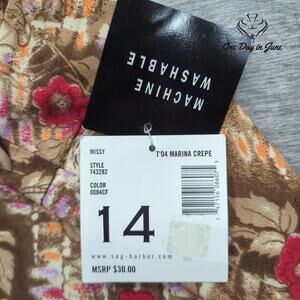 One Day in June
MACHINE
WASHABLE
MISSY
T'04 MARINA CREPE
STYLE
T43282
COLOR
0084CF
14
www.sag-harbor.com
MSRP $30.00